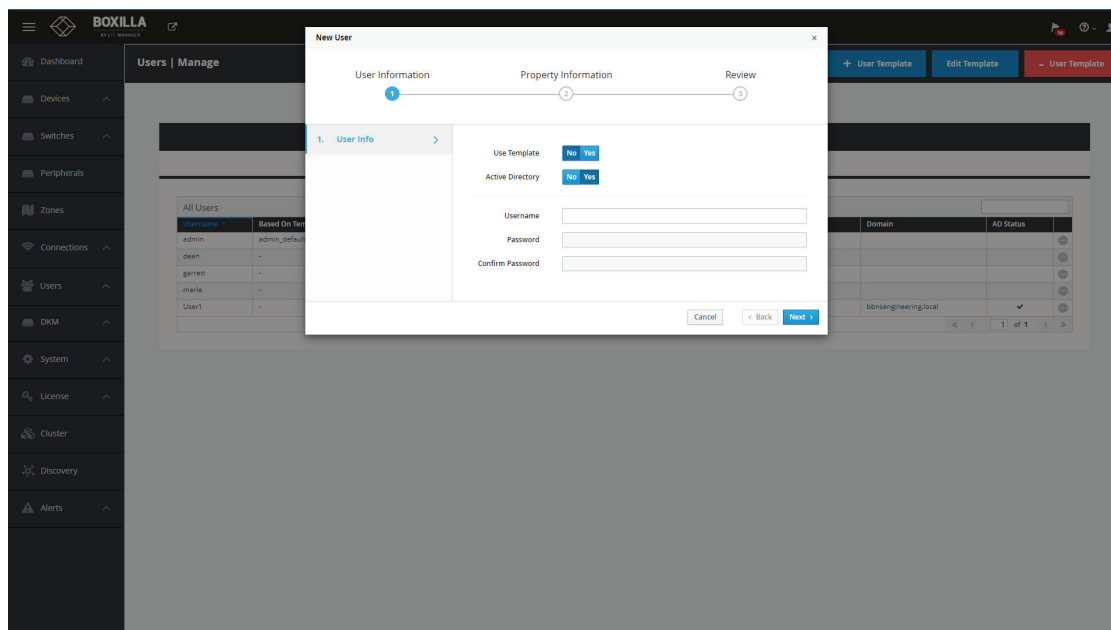 BOXILLA
AV & IT MANAGER
16
Dashboard
Devices
Switches
Peripherals
Zones
Connections
Users
DKM
System
License
Cluster
Discovery
Alerts
Users | Manage
+ User Template
Edit Template
- User Template
New User
×
User Information
Property Information
Review
1
2
3
1. User Info
Use Template No Yes
Active Directory No Yes
Username
Password
Confirm Password
Cancel
‹ Back
Next ›
All Users
Username
Based On Tem
Domain
AD Status
admin admin_default
dean -
garrett -
merle -
User1 - bbnsengineering.local ✔
« ‹ 1 of 1 › »